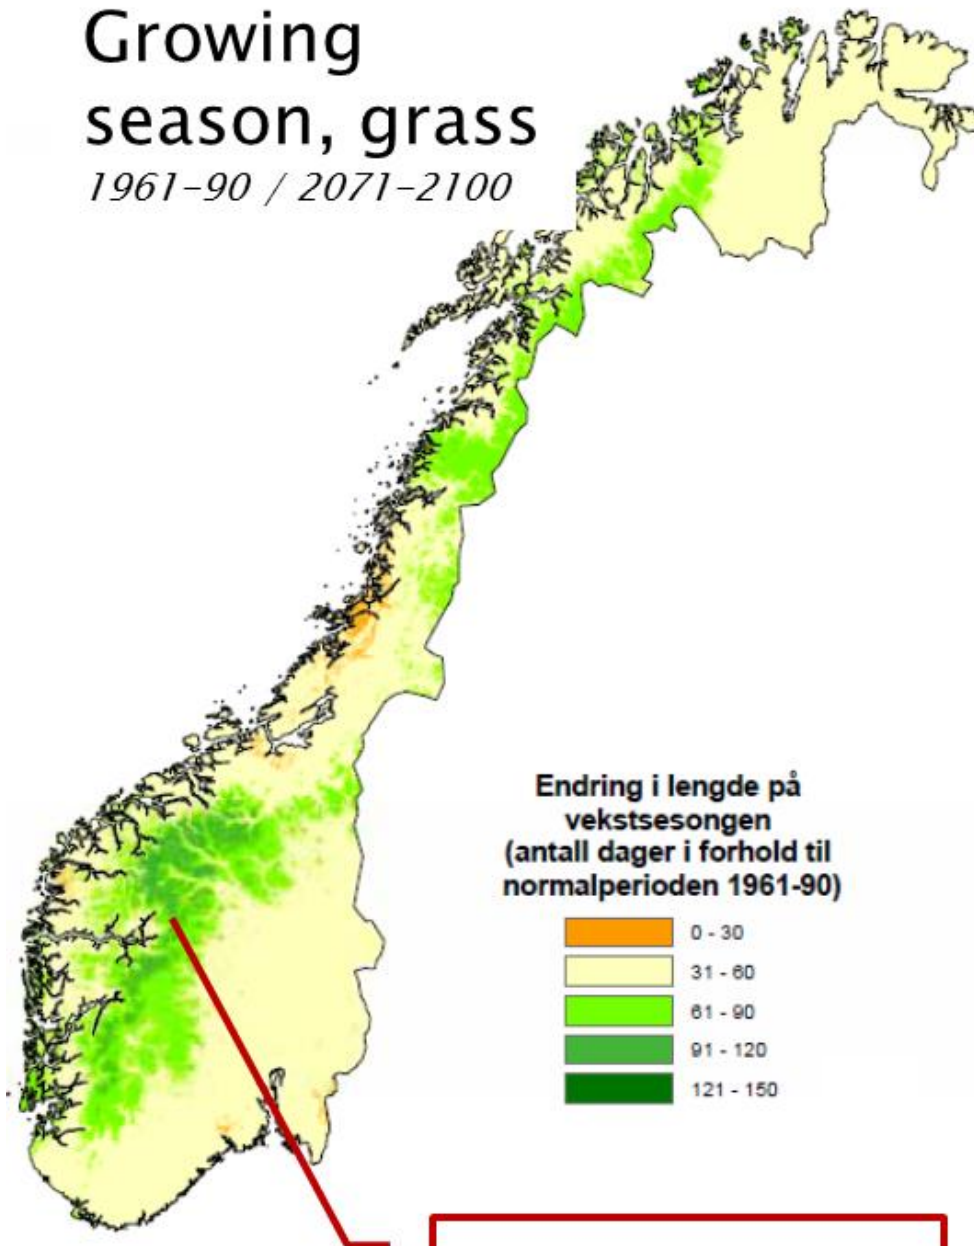 Growing
season, grass
1961-90 / 2071-2100
Endring i lengde på
vekstsesongen
(antall dager i forhold til
normalperioden 1961-90)
0 - 30
31 - 60
61 - 90
91 - 120
121 - 150